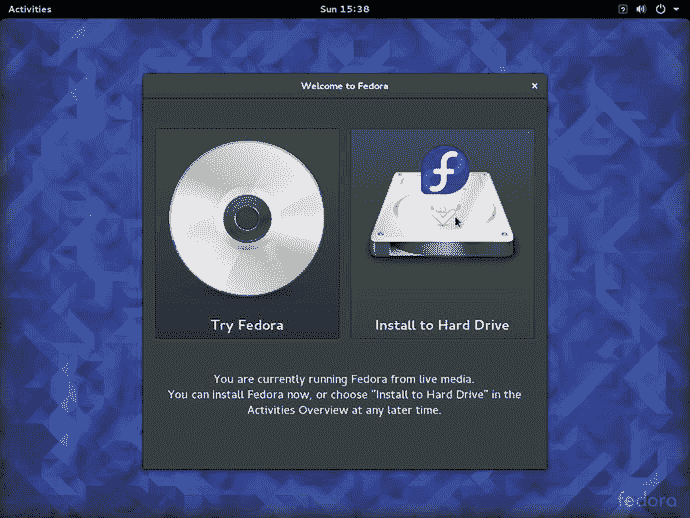 Activities
Sun 15:38
Welcome to Fedora
Try Fedora
Install to Hard Drive
You are currently running Fedora from live media.
You can install Fedora now, or choose "Install to Hard Drive" in the
Activities Overview at any later time.
fedora